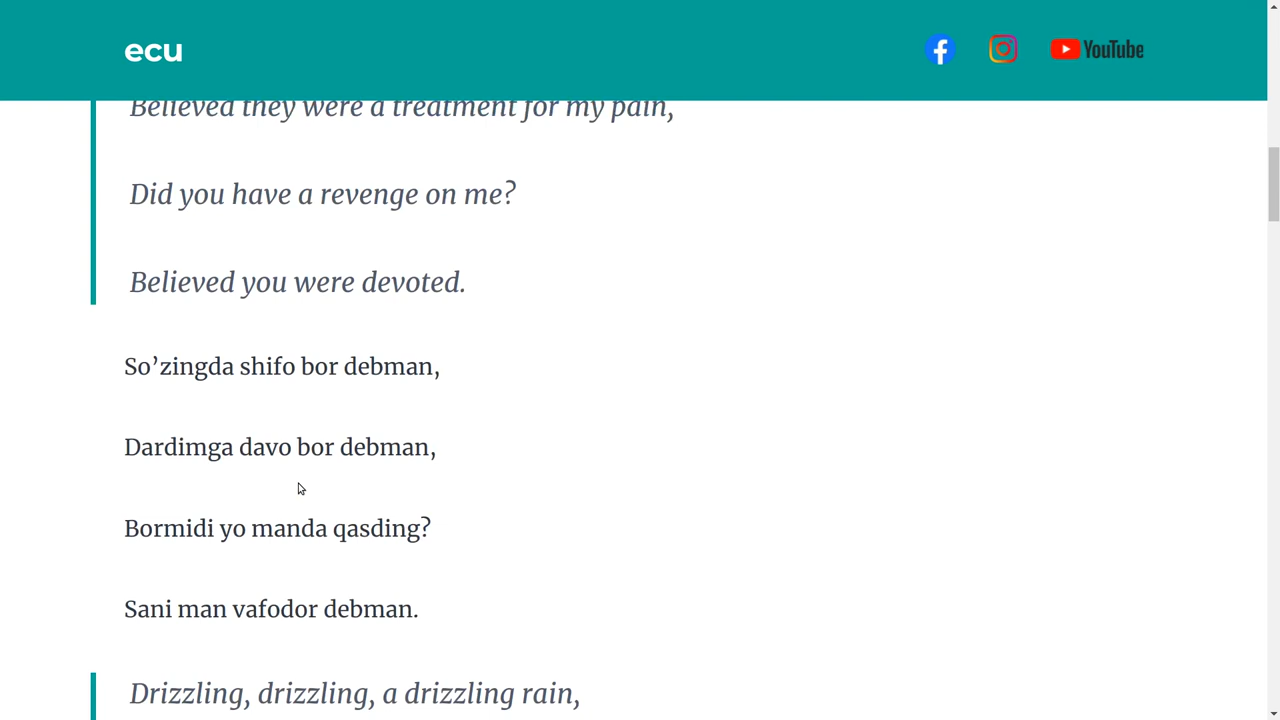 ecu
YouTube
Believed they were a treatment for my pain,
Did you have a revenge on me?
Believed you were devoted.
So’zingda shifo bor debman,
Dardimga davo bor debman,
Bormidi yo manda qasding?
Sani man vafodor debman.
Drizzling, drizzling, a drizzling rain,